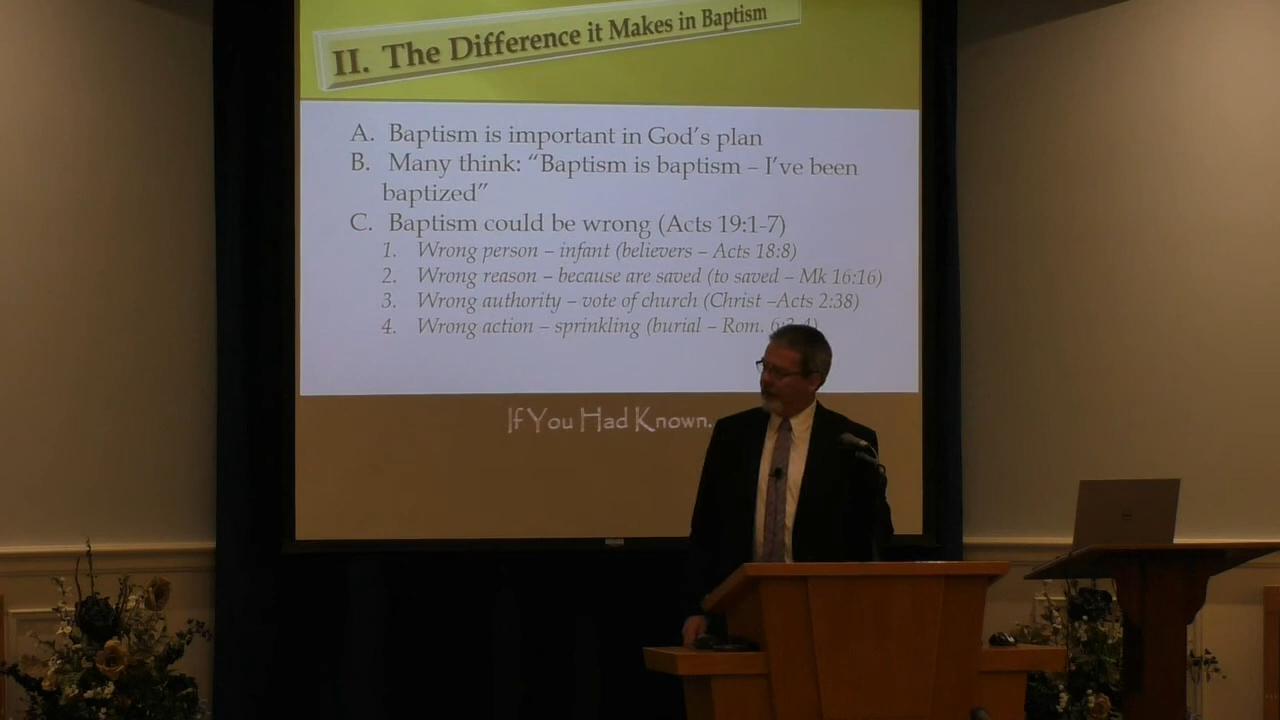 II. The Difference it Makes in Baptism
A. Baptism is important in God's plan
B. Many think: “Baptism is baptism – I've been
baptized”
C. Baptism could be wrong (Acts 19:1-7)
1. Wrong person – infant (believers – Acts 18:8)
2. Wrong reason – because are saved (to saved – Mk 16:16)
3. Wrong authority – vote of church (Christ –Acts 2:38)
4. Wrong action – sprinkling (burial – Rom.
If You Had Known.